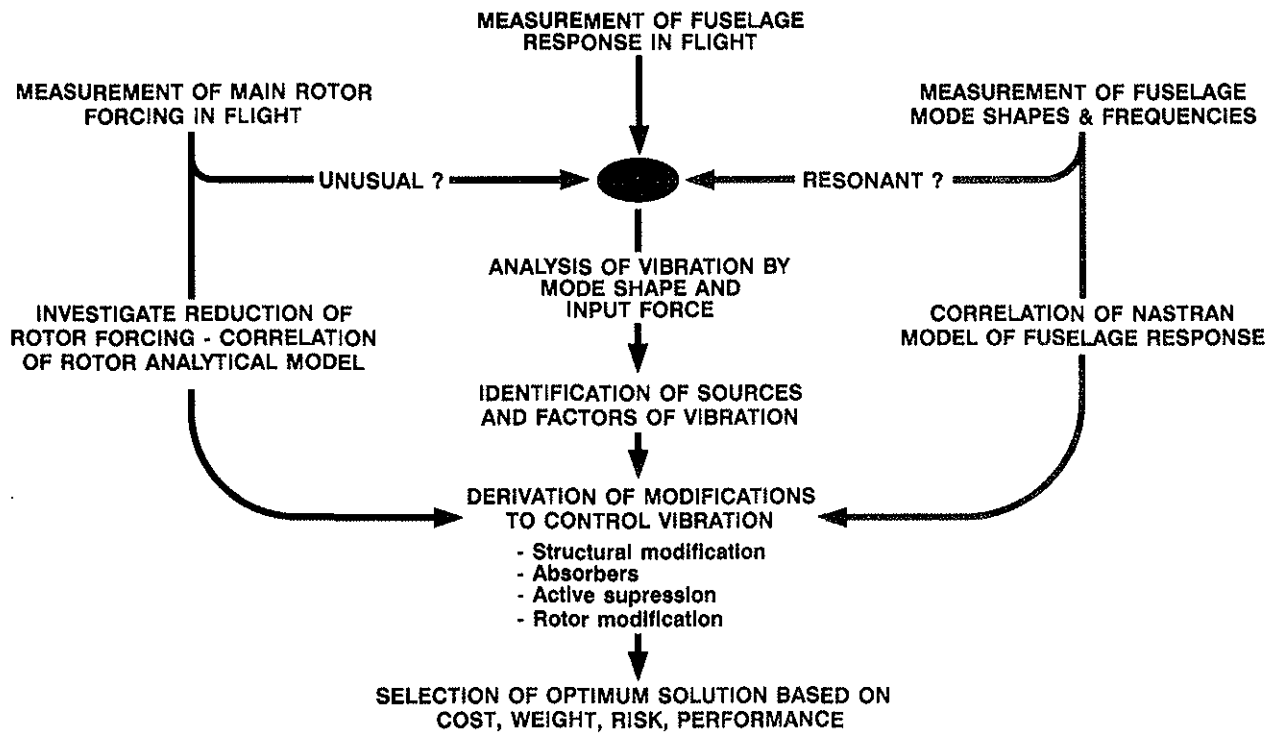 MEASUREMENT OF FUSELAGE
RESPONSE IN FLIGHT
MEASUREMENT OF MAIN ROTOR
FORCING IN FLIGHT
MEASUREMENT OF FUSELAGE
MODE SHAPES & FREQUENCIES
UNUSUAL ?
RESONANT ?
ANALYSIS OF VIBRATION BY
MODE SHAPE AND
INPUT FORCE
INVESTIGATE REDUCTION OF
ROTOR FORCING - CORRELATION
OF ROTOR ANALYTICAL MODEL
CORRELATION OF NASTRAN
MODEL OF FUSELAGE RESPONSE
IDENTIFICATION OF SOURCES
AND FACTORS OF VIBRATION
DERIVATION OF MODIFICATIONS
TO CONTROL VIBRATION
- Structural modification
- Absorbers
- Active supression
- Rotor modification
SELECTION OF OPTIMUM SOLUTION BASED ON
COST, WEIGHT, RISK, PERFORMANCE